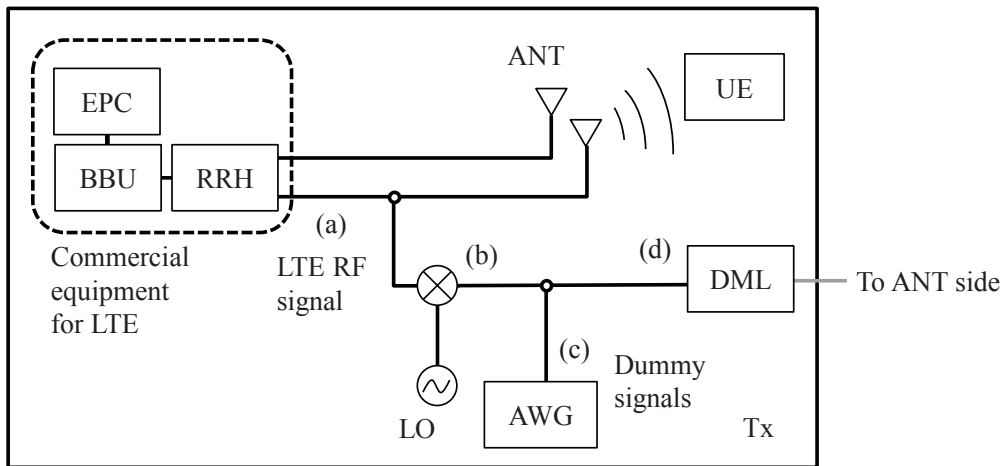 ANT
EPC
UE
BBU
RRH
(a)
Commercial
equipment
for LTE
LTE RF
signal
(b)
(d)
DML
To ANT side
(c)
Dummy
signals
LO
AWG
Tx